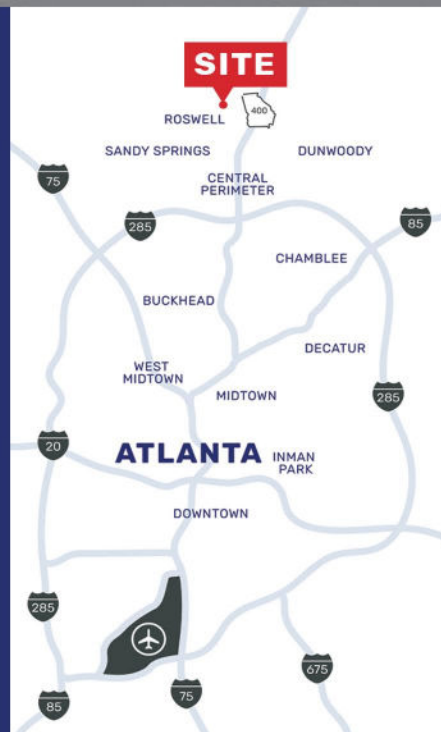 SITE
400
ROSWELL
SANDY SPRINGS
DUNWOODY
75
CENTRAL
PERIMETER
285
85
CHAMBLEE
BUCKHEAD
DECATUR
WEST
MIDTOWN
MIDTOWN
285
20
ATLANTA
INMAN
PARK
DOWNTOWN
285
675
85
75